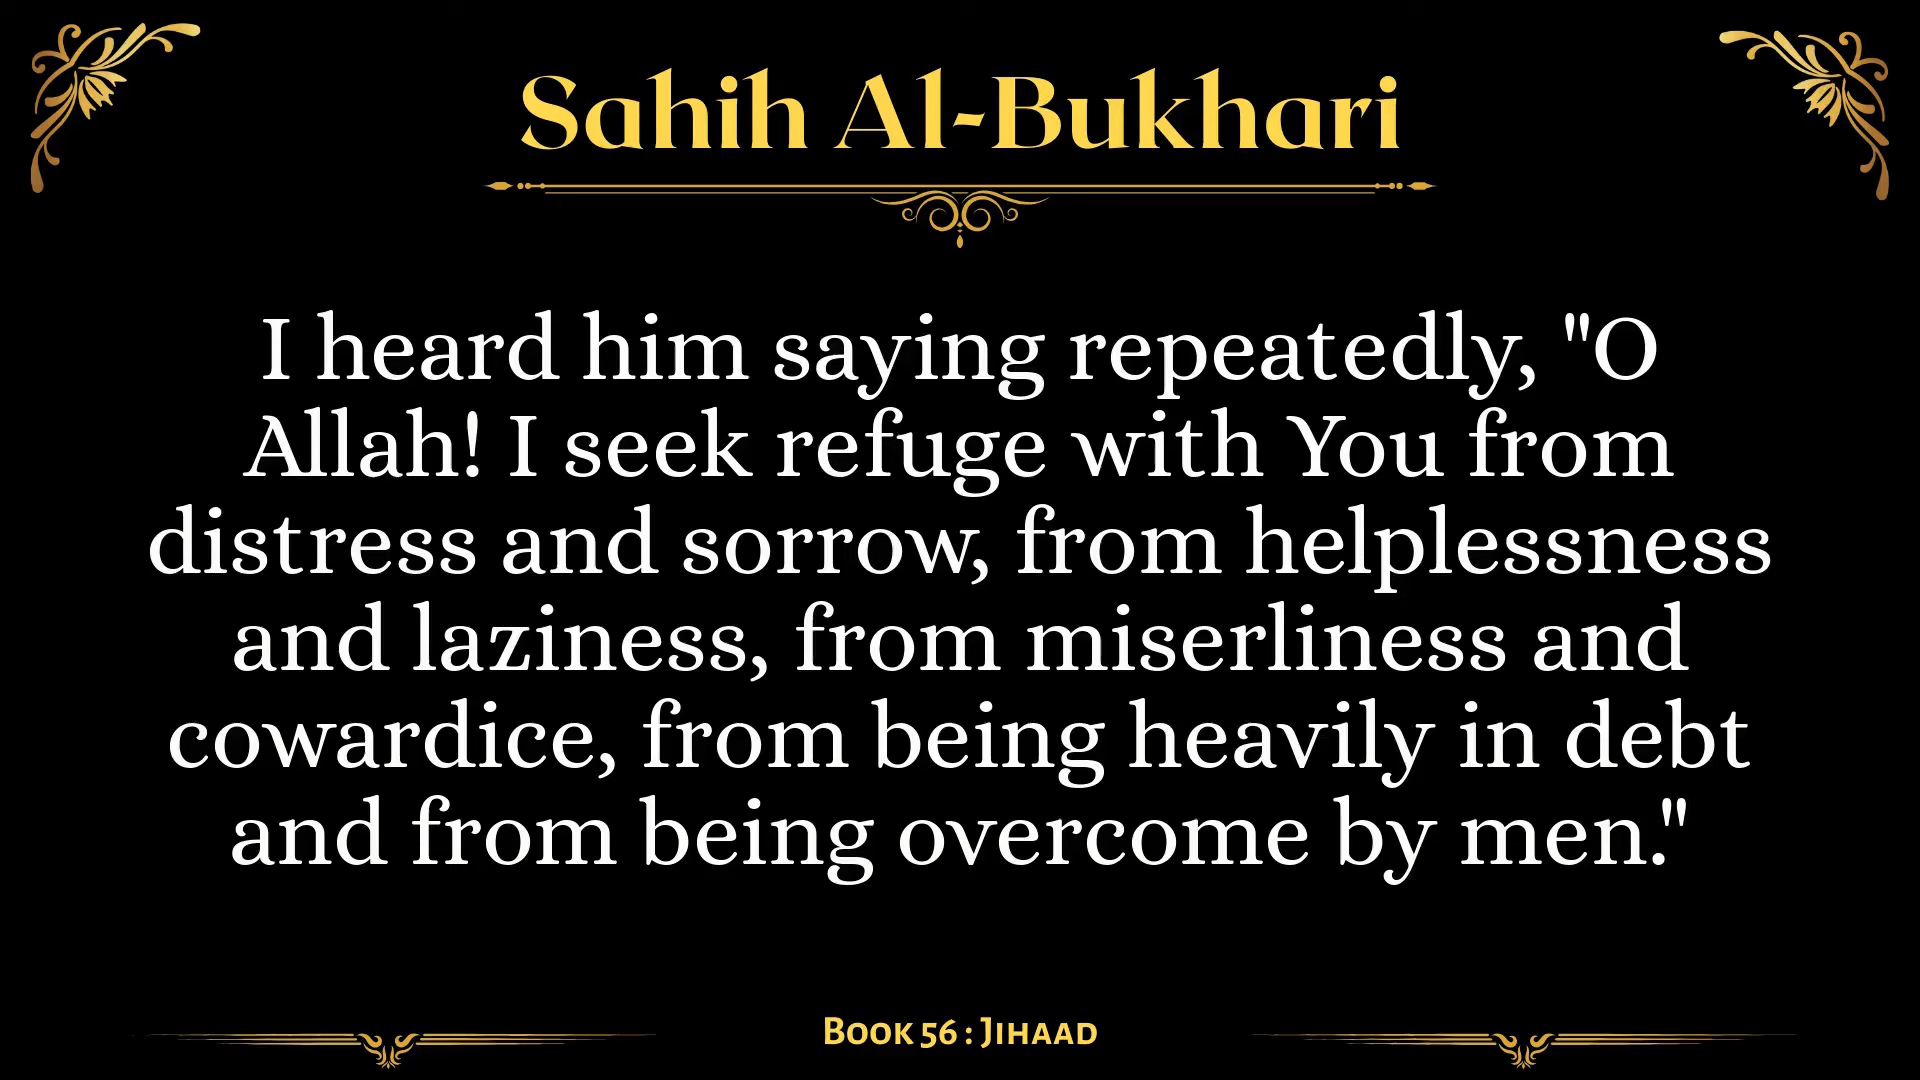 Sahih Al-Bukhari
I heard him saying repeatedly, "O
Allah! I seek refuge with You from
distress and sorrow, from helplessness
and laziness, from miserliness and
cowardice, from being heavily in debt
and from being overcome by men."
Book 56 : Jihaad